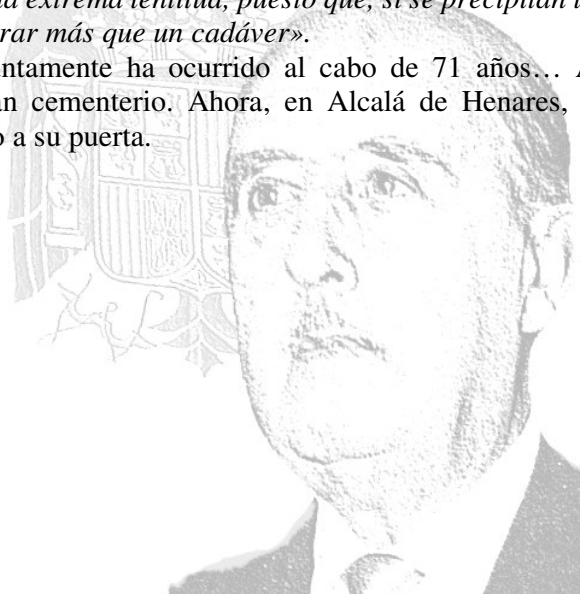 extrema lentitud, puesto que, si se precipitan
rar más que un cadáver».
ntamente ha ocurrido al cabo de 71 años…
n cementerio. Ahora, en Alcalá de Henares,
o a su puerta.